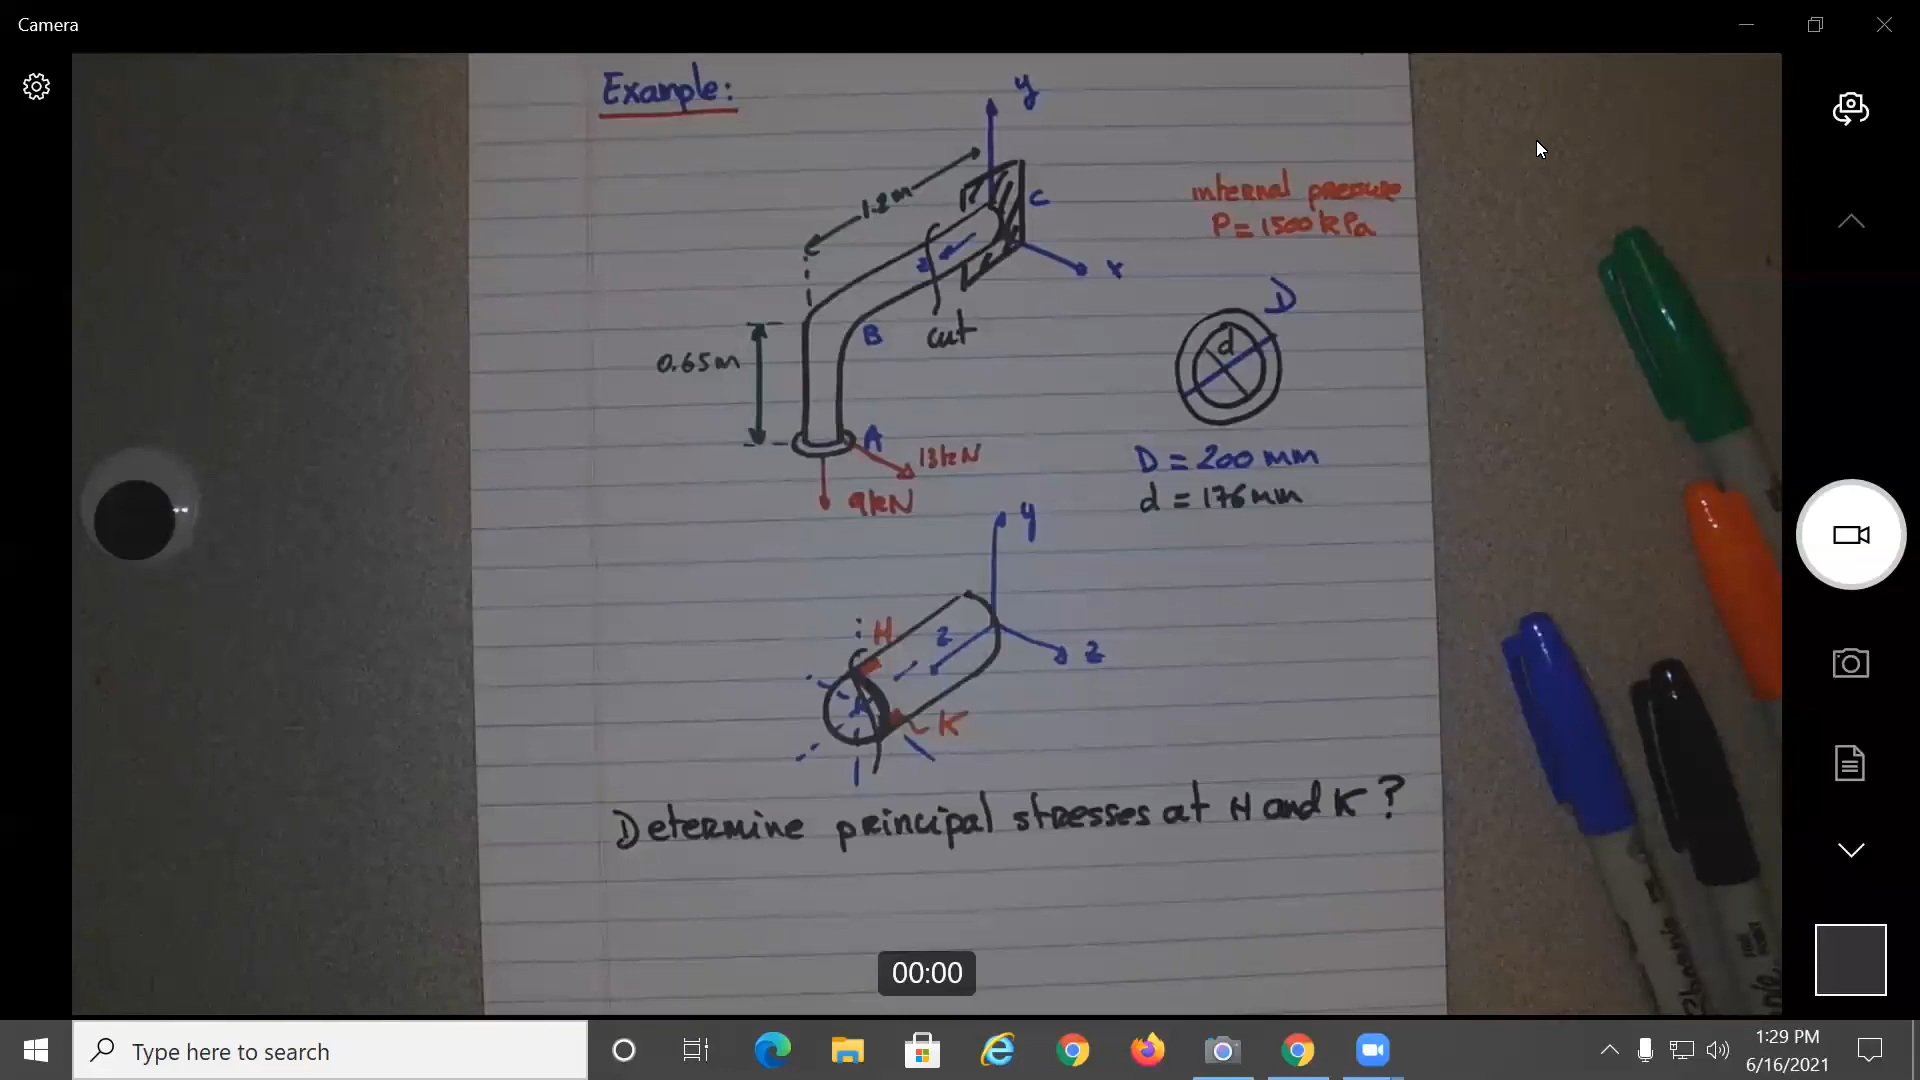 Camera
Example:
y
1.2m
C
internal pressure
P = 1500 kPa
z
x
B
cut
D
d
0.65m
A
13kN
D = 200 mm
9kN
d = 176 mm
y
H
z
z
K
Determine principal stresses at H and K?
00:00
Type here to search
1:29 PM
6/16/2021